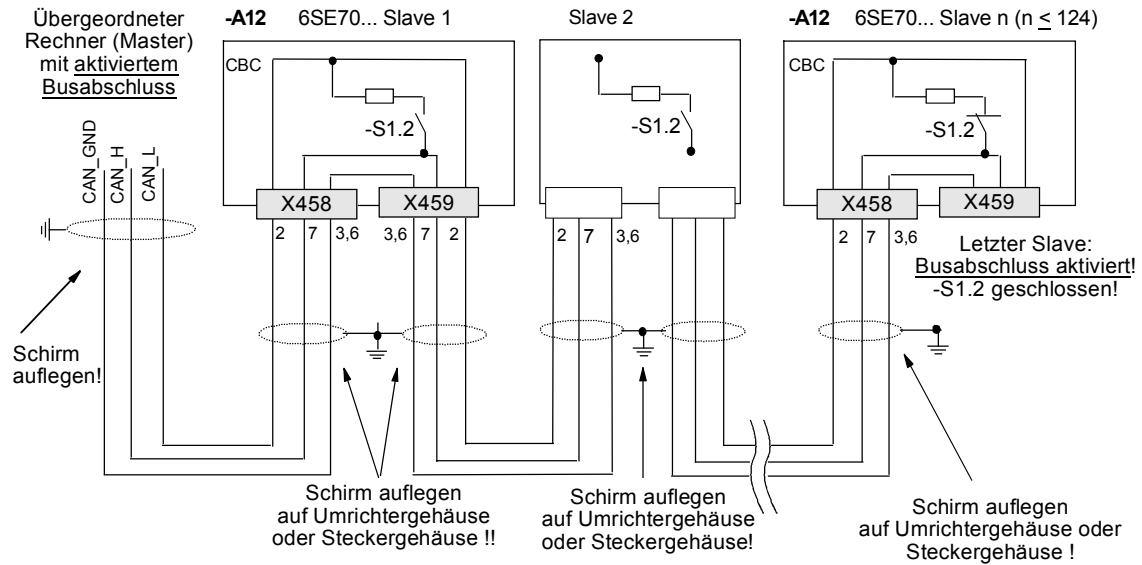 Übergeordneter
Rechner (Master)
mit aktiviertem
Busabschluss
-A12 6SE70... Slave 1
Slave 2
-A12 6SE70... Slave n (n < 124)
CBC
-S1.2
-S1.2
CBC
-S1.2
CAN_GND
CAN_H
CAN_L
X458
X459
X458
X459
2 7 3,6
3,6 7 2
2 7 3,6
2 7 3,6
Letzter Slave:
Busabschluss aktiviert!
-S1.2 geschlossen!
Schirm
auflegen!
Schirm auflegen
auf Umrichtergehäuse
oder Steckergehäuse !!
Schirm auflegen
auf Umrichtergehäuse
oder Steckergehäuse!
Schirm auflegen
auf Umrichtergehäuse oder
Steckergehäuse !